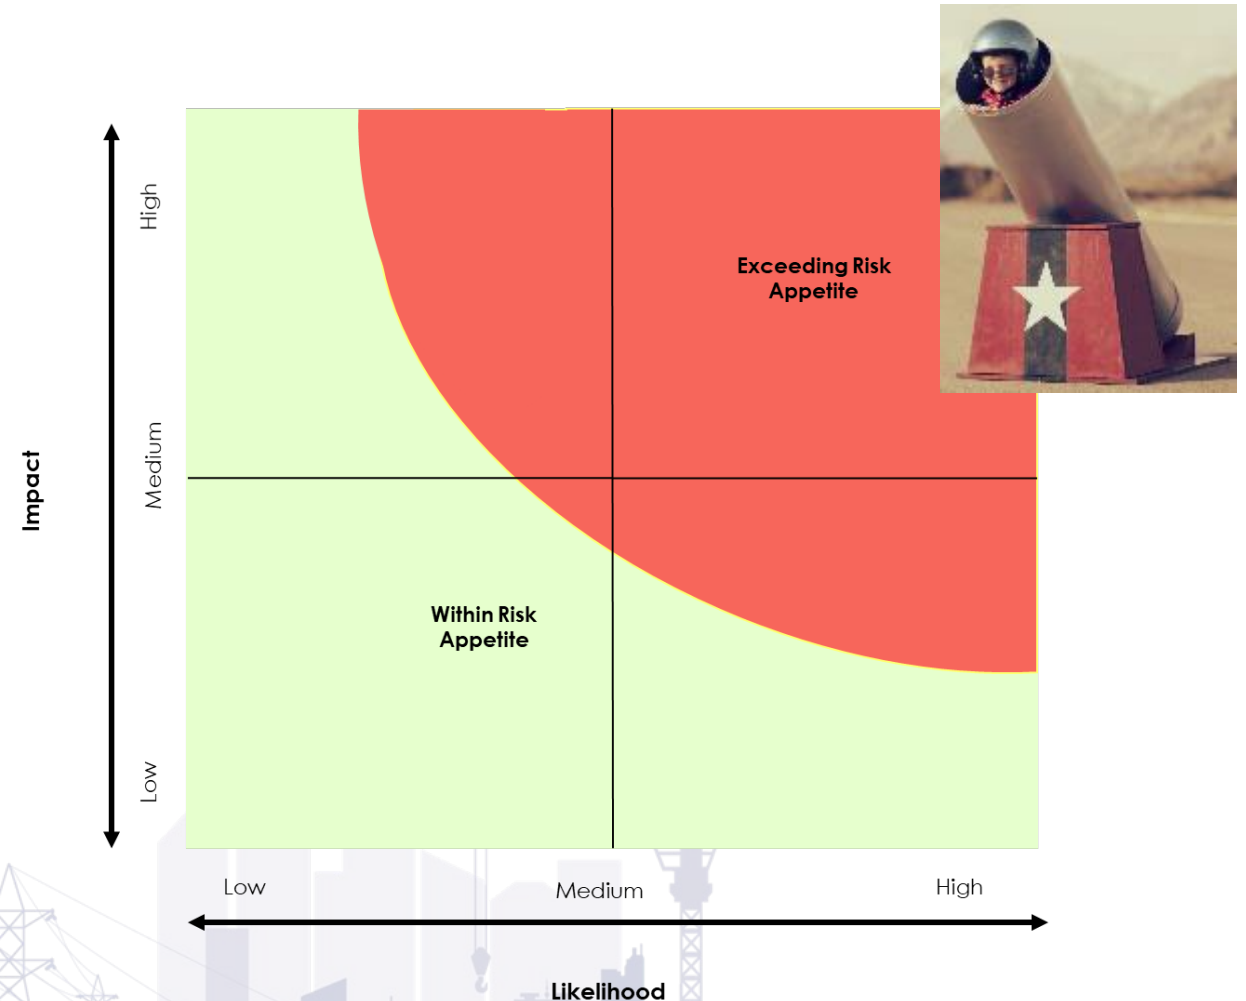 High
Exceeding Risk
Appetite
Impact
Medium
Within Risk
Appetite
Low
Low
Medium
High
Likelihood